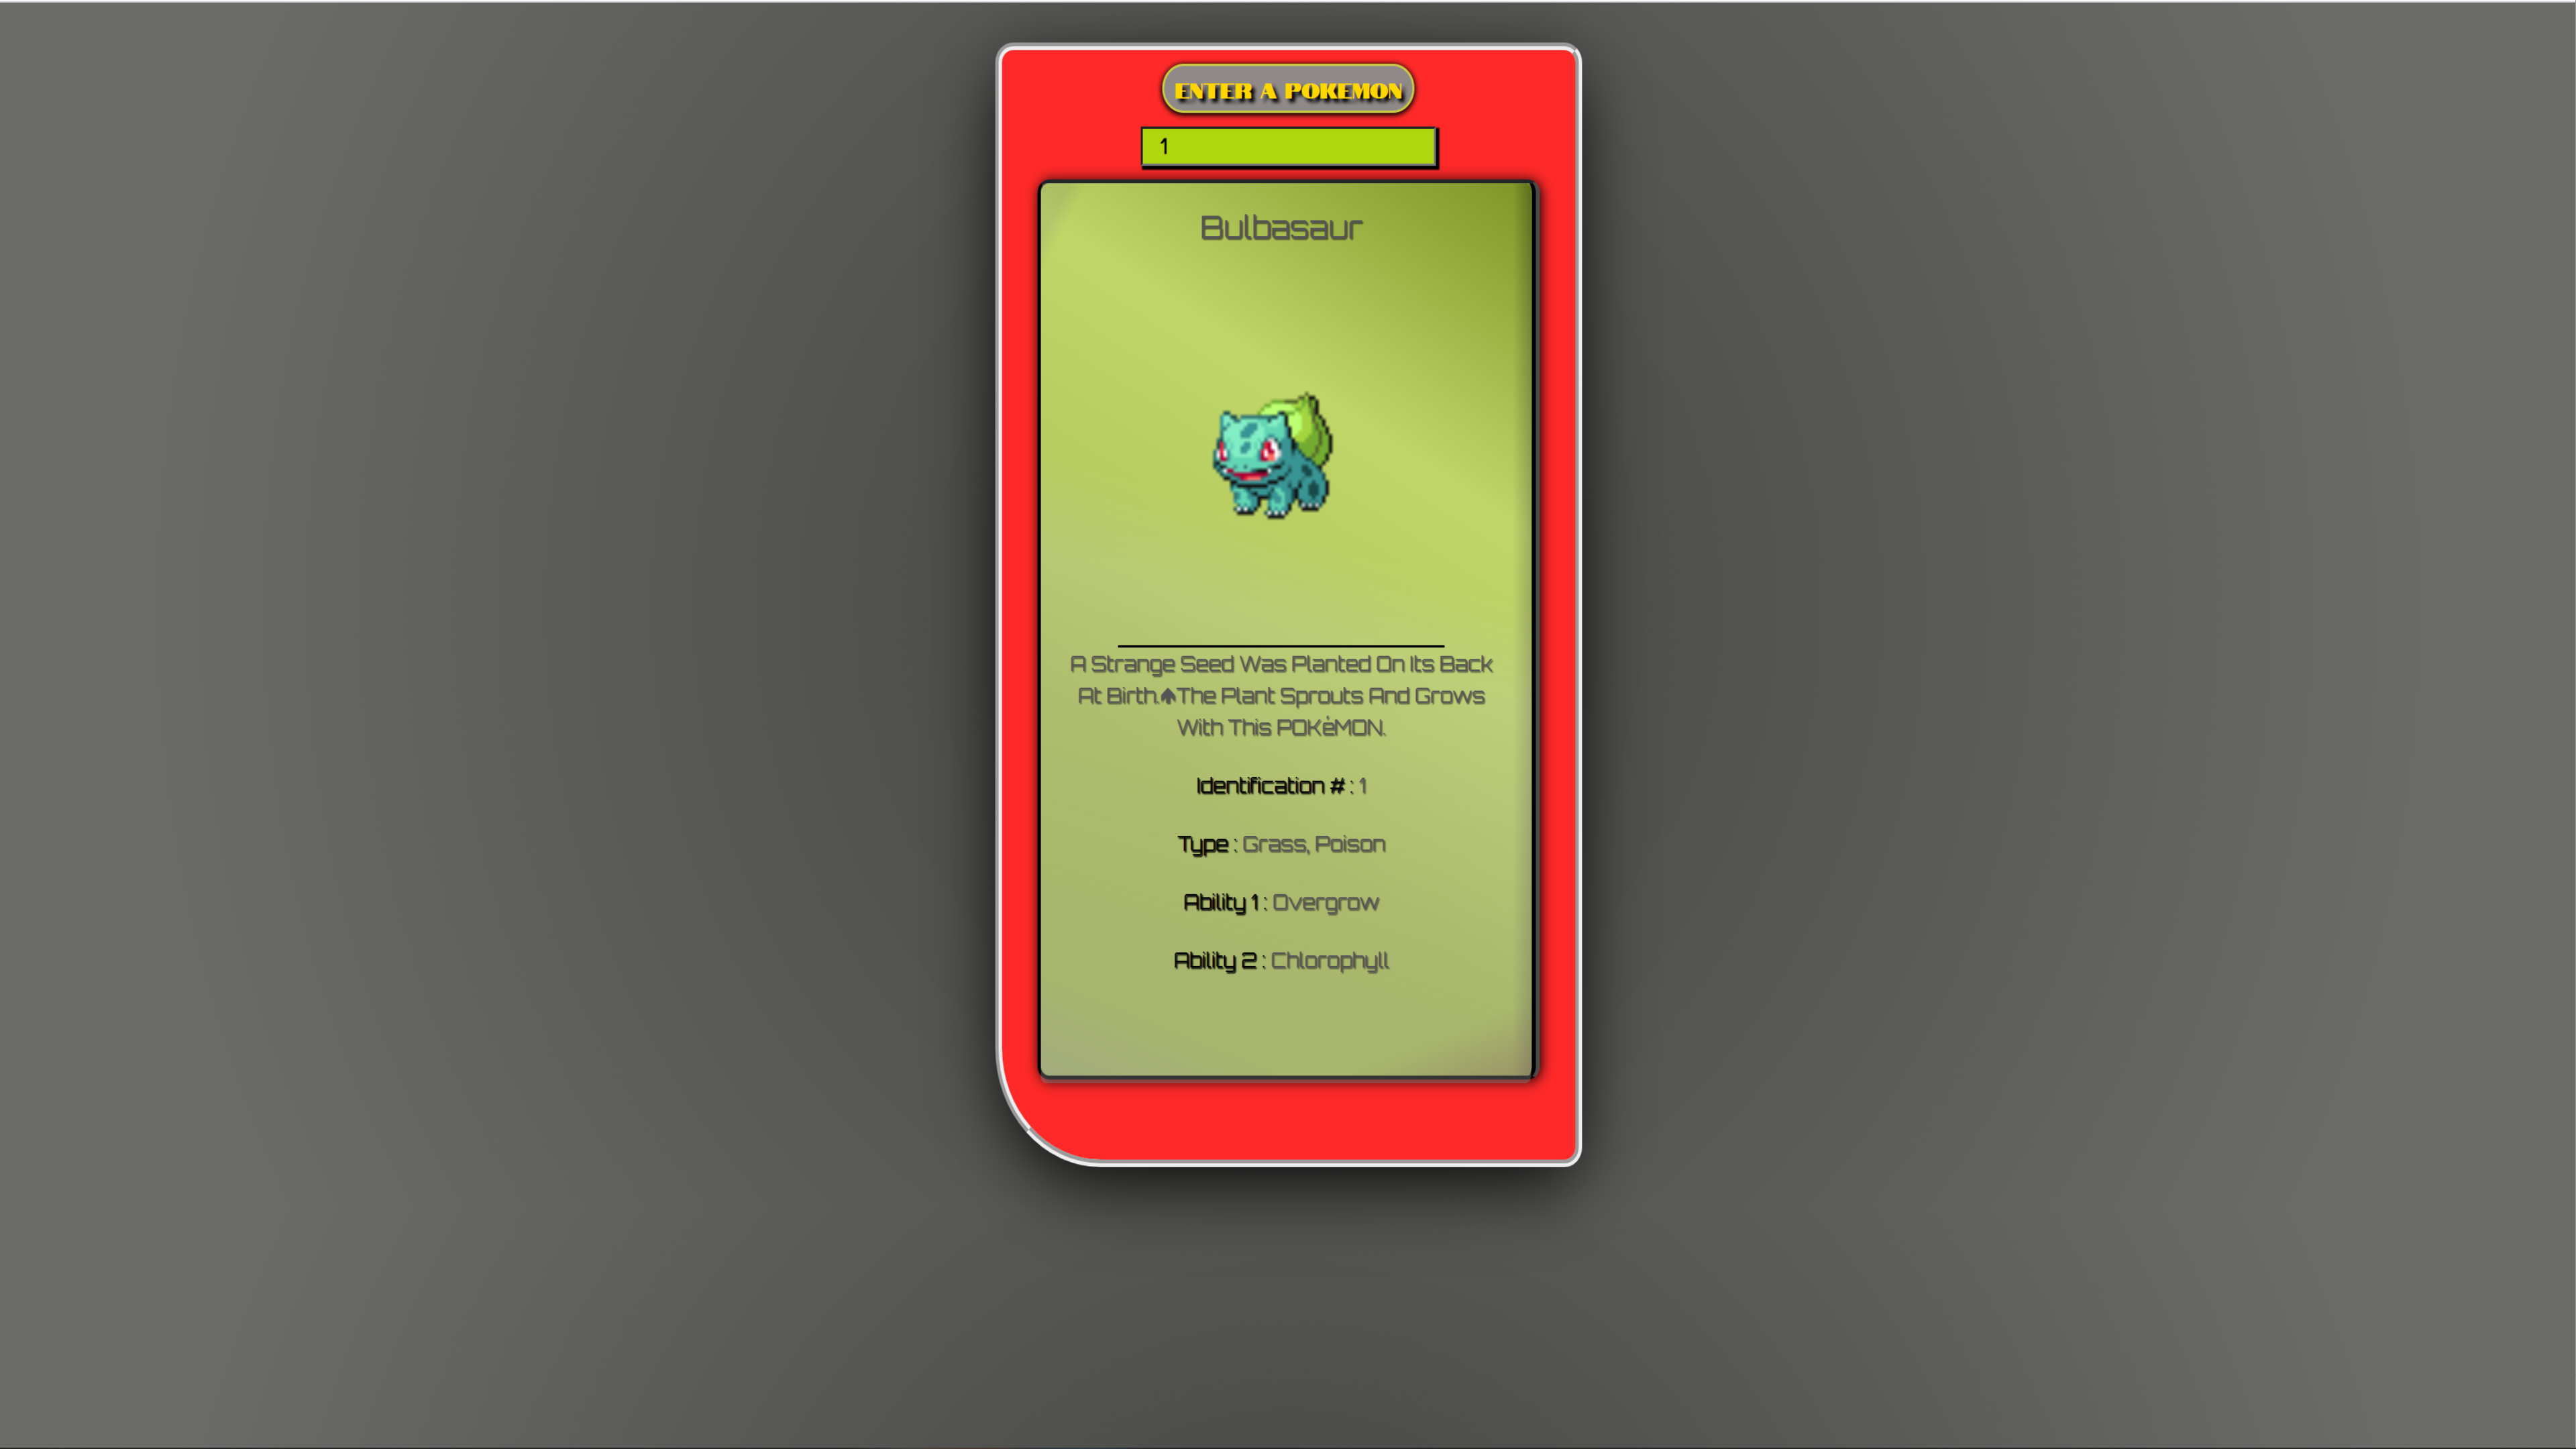 ENTER A POKEMON
1
Bulbasaur
A Strange Seed Was Planted On Its Back
At Birth.♠The Plant Sprouts And Grows
With This POKéMON.
Identification # : 1
Type : Grass, Poison
Ability 1 : Overgrow
Ability 2 : Chlorophyll